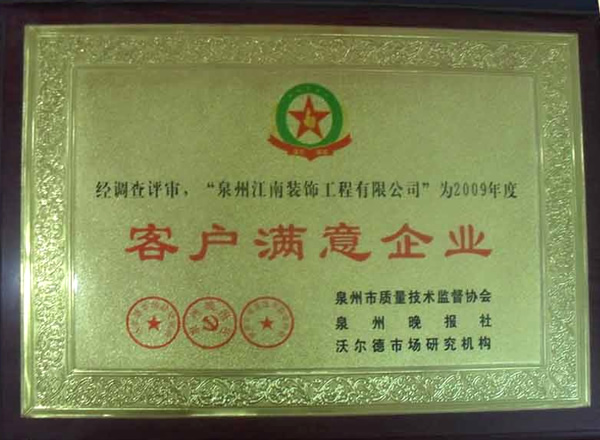 经调查评审，“泉州江南装饰工程有限公司”为2009年度
客户满意企业
泉州市质量技术监督协会
泉州晚报社
沃尔德市场研究机构